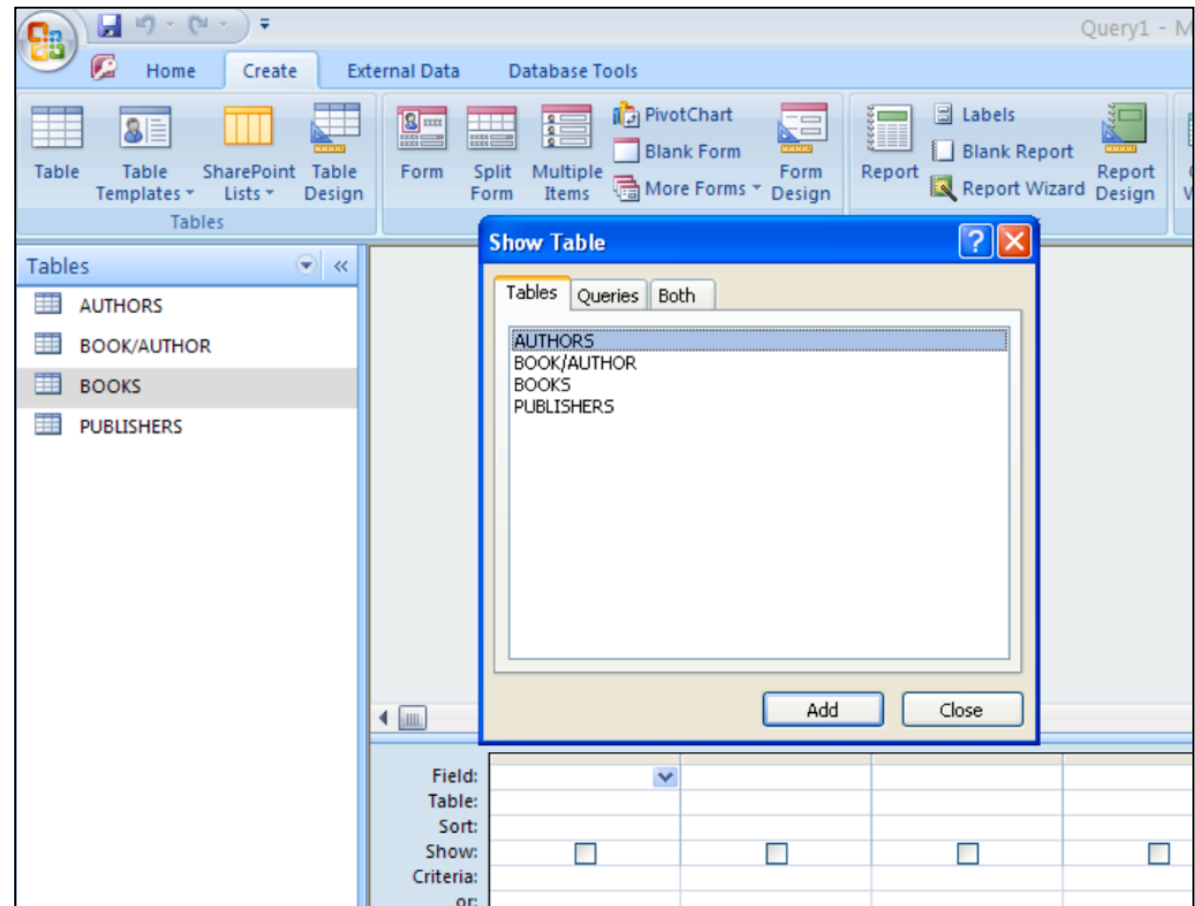 Query1 - M
Home Create External Data Database Tools
Table
Table Templates
SharePoint Lists
Table Design
Form
Split Form
Multiple Items
PivotChart
Blank Form
More Forms
Form Design
Report
Labels
Blank Report
Report Wizard
Report Design
Tables
Tables
AUTHORS
BOOK/AUTHOR
BOOKS
PUBLISHERS
Show Table
Tables Queries Both
AUTHORS
BOOK/AUTHOR
BOOKS
PUBLISHERS
Add Close
Field:
Table:
Sort:
Show:
Criteria:
or: